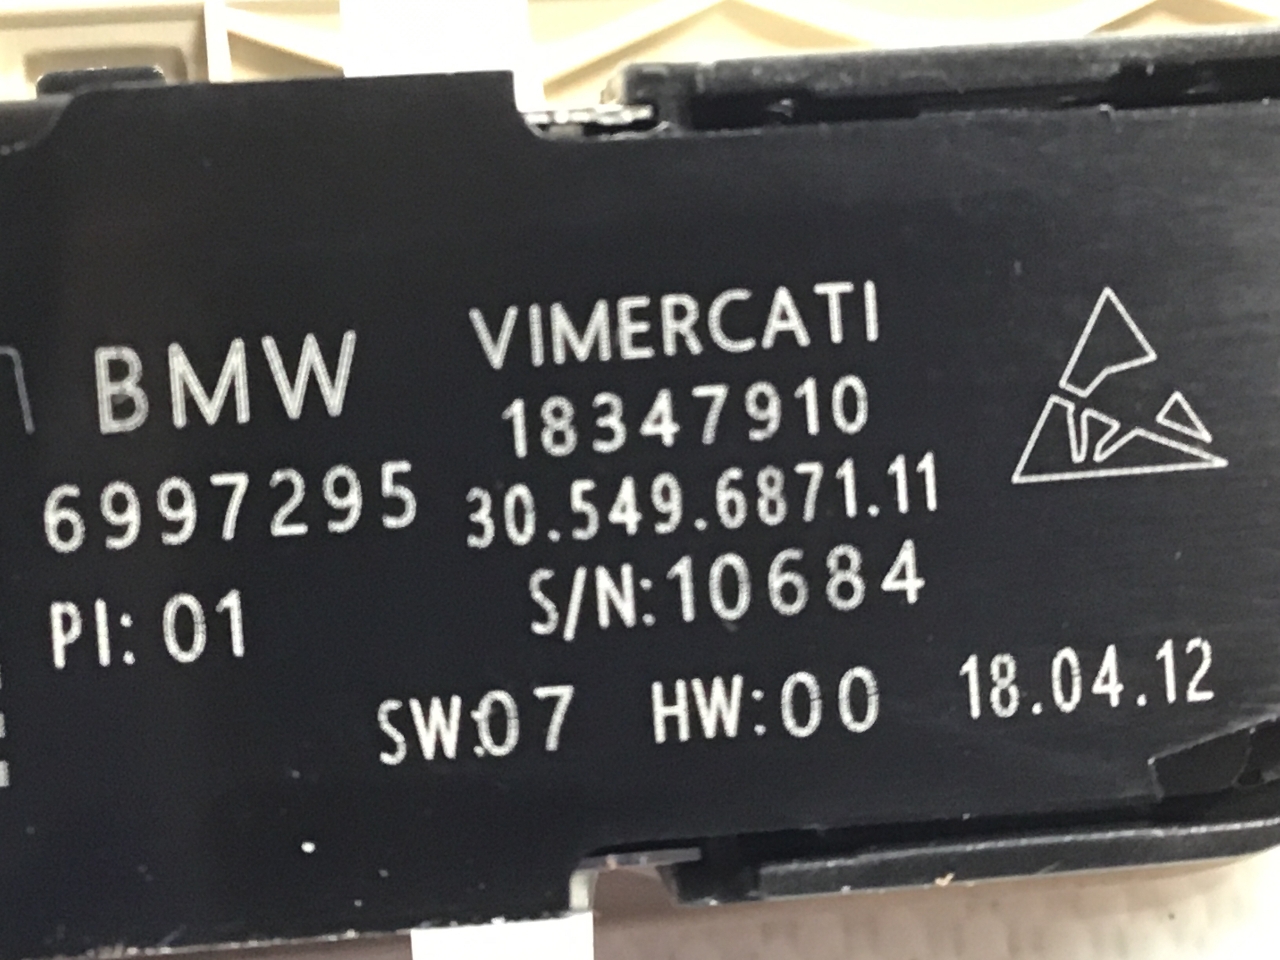 BMW
6997295
PI: 01
VIMERCATI
18347910
30.549.6871.11
S/N:10684
SW:07 HW:00 18.04.12